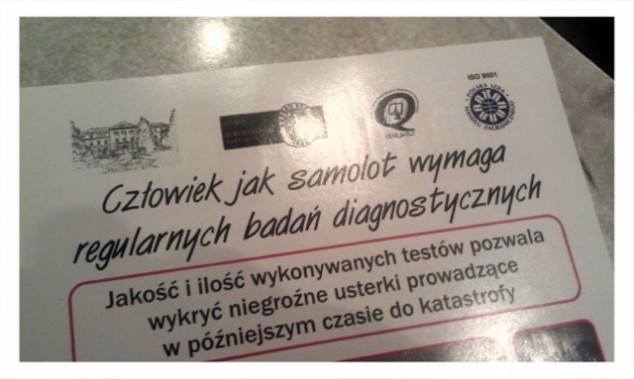 ISO 9001
Człowiek jak samolot wymaga
regularnych badań diagnostycznych
Jakość i ilość wykonywanych testów pozwala
wykryć niegroźne usterki prowadzące
w późniejszym czasie do katastrofy